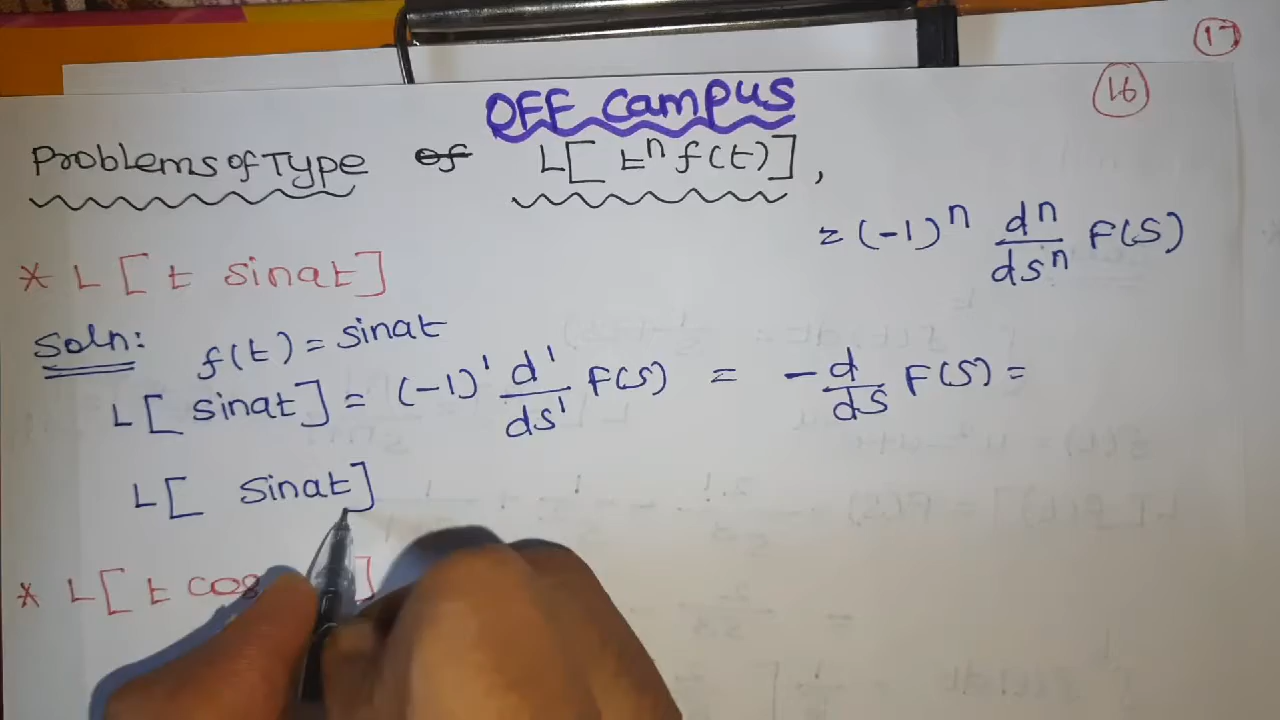 17
16
OFF campus
Problems of Type of L[ t^n f(t)],
= (-1)^n d^n/ds^n F(S)
* L[ t sinat]
Soln: f(t) = sinat
L[ sinat] = (-1)^1 d^1/ds^1 F(S) = -d/ds F(S) =
L[ sinat]
* L[ t cos ]